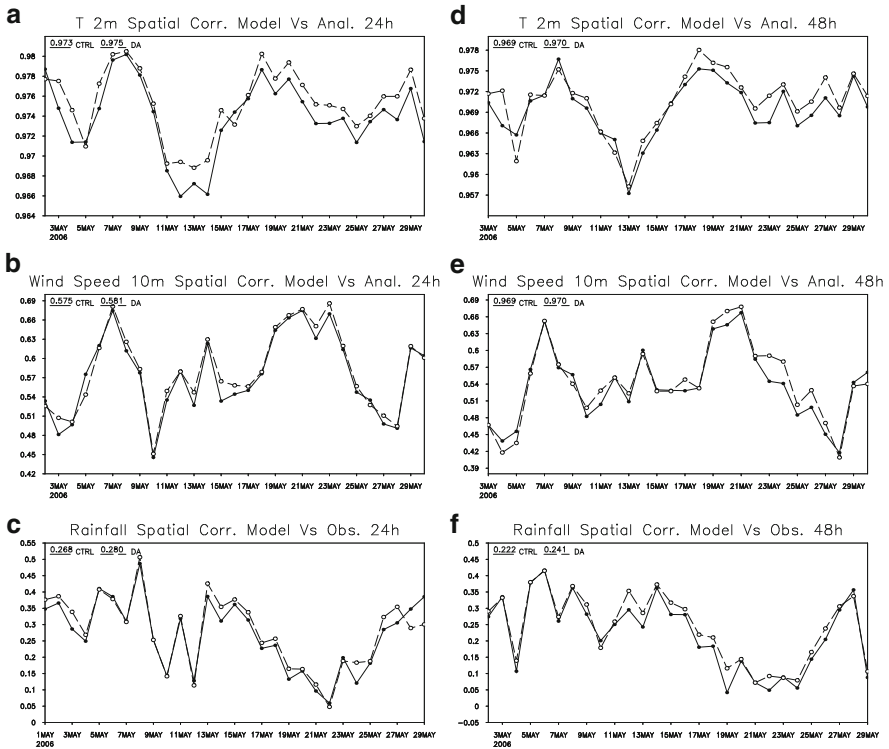 a
T 2m Spatial Corr. Model Vs Anal. 24h
0.973 CTRL 0.975 DA
0.98
0.978
0.976
0.974
0.972
0.97
0.968
0.966
0.964
3MAY 5MAY 7MAY 9MAY 11MAY 13MAY 15MAY 17MAY 19MAY 21MAY 23MAY 25MAY 27MAY 29MAY
2006
b
Wind Speed 10m Spatial Corr. Model Vs Anal. 24h
0.575 CTRL 0.581 DA
0.69
0.66
0.63
0.6
0.57
0.54
0.51
0.48
0.45
0.42
3MAY 5MAY 7MAY 9MAY 11MAY 13MAY 15MAY 17MAY 19MAY 21MAY 23MAY 25MAY 27MAY 29MAY
2006
c
Rainfall Spatial Corr. Model Vs Obs. 24h
0.268 CTRL 0.280 DA
0.55
0.5
0.45
0.4
0.35
0.3
0.25
0.2
0.15
0.1
0.05
0
1MAY 3MAY 5MAY 7MAY 9MAY 11MAY 13MAY 15MAY 17MAY 19MAY 21MAY 23MAY 25MAY 27MAY 29MAY
2006
d
T 2m Spatial Corr. Model Vs Anal. 48h
0.969 CTRL 0.970 DA
0.978
0.975
0.972
0.969
0.966
0.963
0.96
0.957
3MAY 5MAY 7MAY 9MAY 11MAY 13MAY 15MAY 17MAY 19MAY 21MAY 23MAY 25MAY 27MAY 29MAY
2006
e
Wind Speed 10m Spatial Corr. Model Vs Anal. 48h
0.969 CTRL 0.970 DA
0.69
0.66
0.63
0.6
0.57
0.54
0.51
0.48
0.45
0.42
0.39
3MAY 5MAY 7MAY 9MAY 11MAY 13MAY 15MAY 17MAY 19MAY 21MAY 23MAY 25MAY 27MAY 29MAY
2006
f
Rainfall Spatial Corr. Model Vs Obs. 48h
0.222 CTRL 0.241 DA
0.5
0.45
0.4
0.35
0.3
0.25
0.2
0.15
0.1
0.05
0
-0.05
3MAY 5MAY 7MAY 9MAY 11MAY 13MAY 15MAY 17MAY 19MAY 21MAY 23MAY 25MAY 27MAY 29MAY
2006